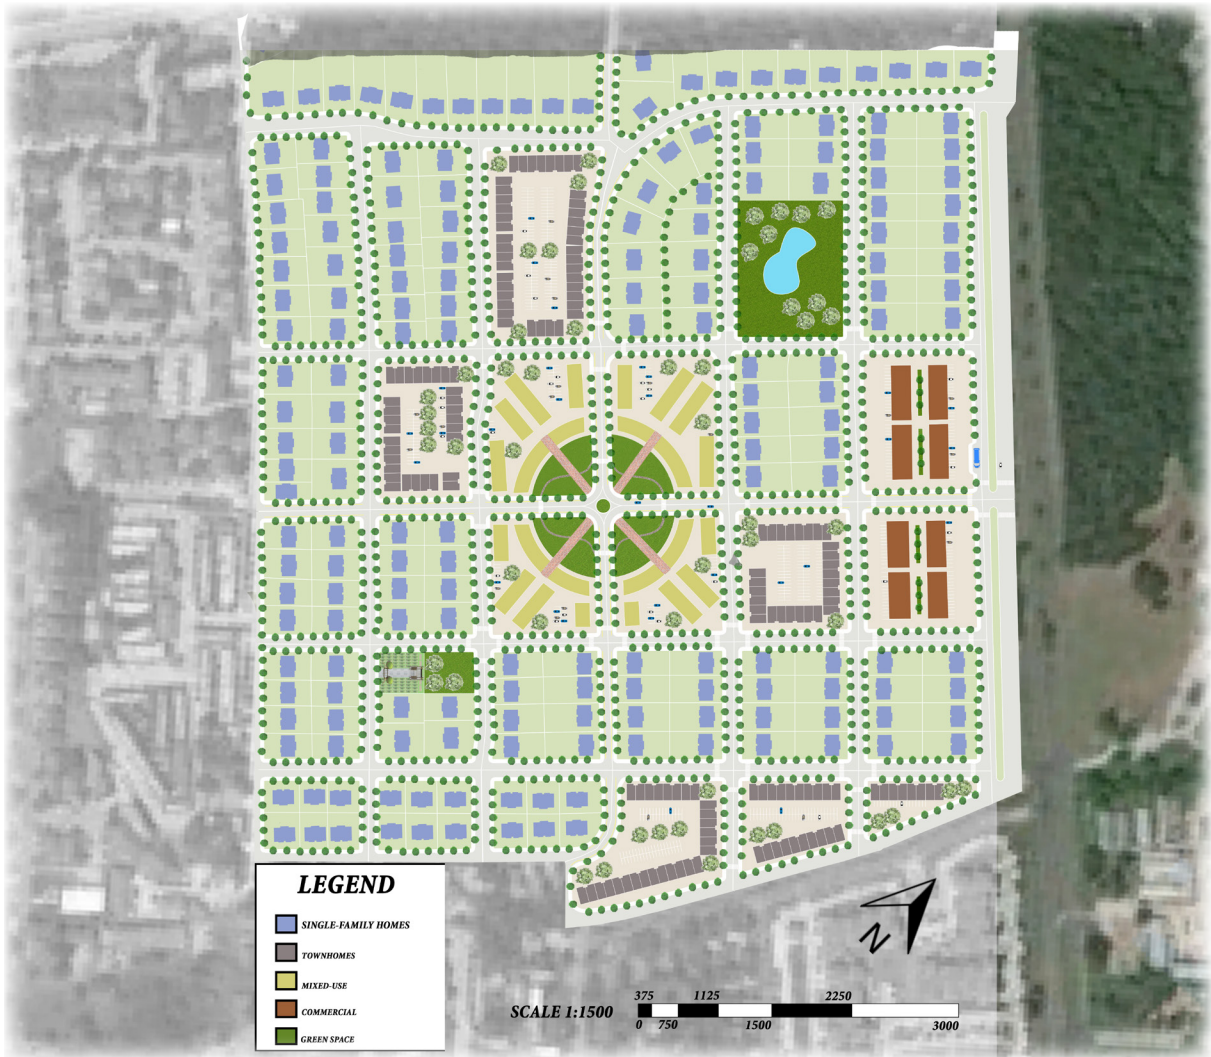 LEGEND
SINGLE-FAMILY HOMES
TOWNHOMES
MIXED-USE
COMMERCIAL
GREEN SPACE
N
SCALE 1:1500
375 1125 2250
0 750 1500 3000